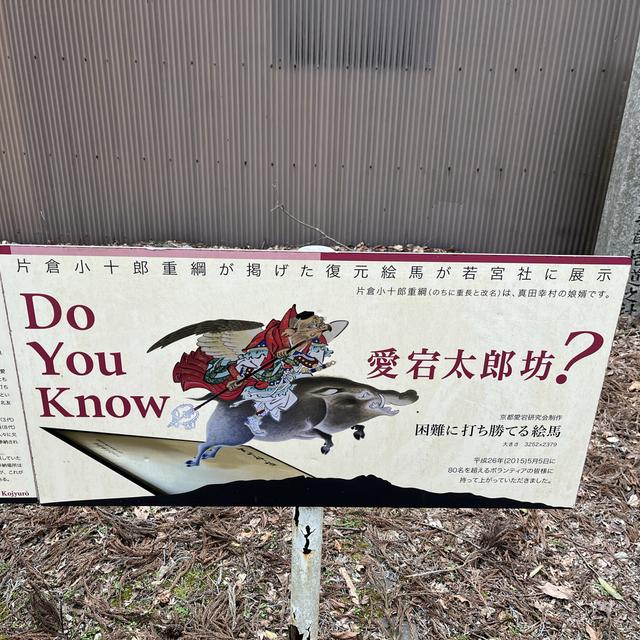 片倉小十郎重綱が掲げた復元絵馬が若宮社に展示
片倉小十郎重綱(のちに重長と改名)は、真田幸村の娘婿です。
Do
You
Know
愛宕太郎坊?
京都愛宕研究会制作
困難に打ち勝てる絵馬
大きさ 3252×2379
平成26年(2015)5月5日に
80名を超えるボランティアの皆様に
持って上がっていただきました。
Kojyurō